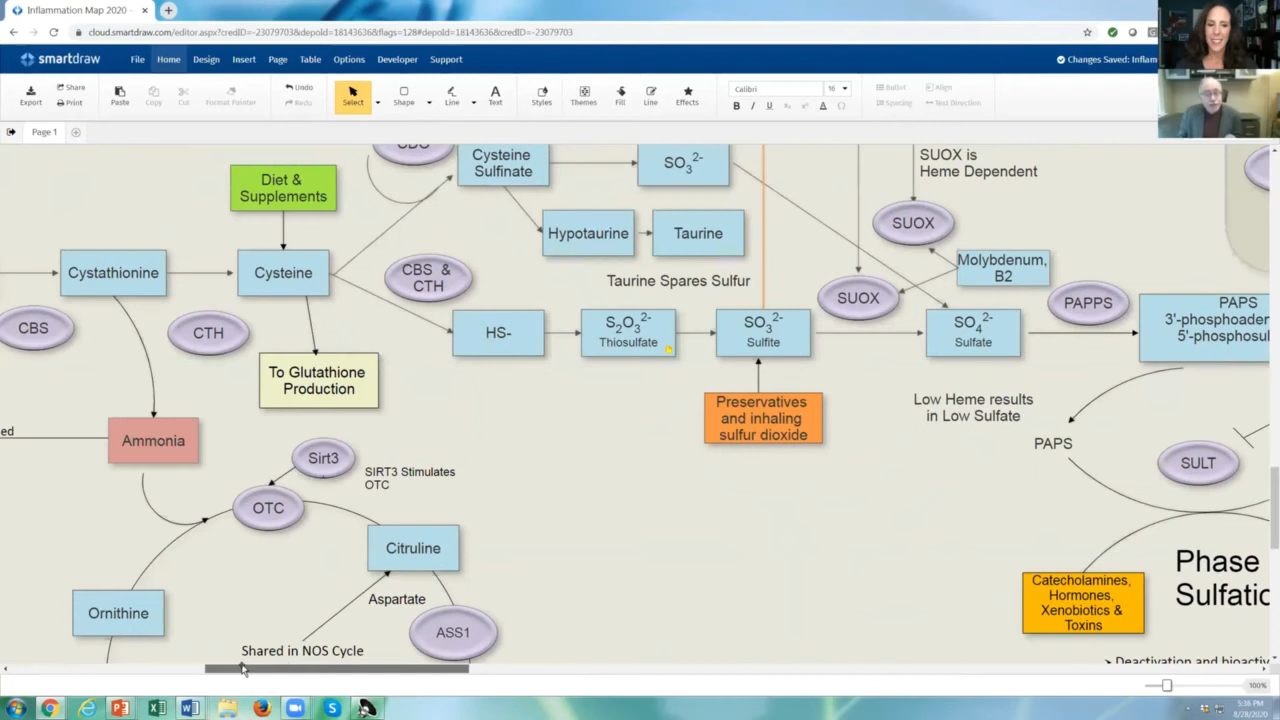 Inflammation Map 2020 -
cloud.smartdraw.com/editor.aspx?credID=-23079703&depoId=18143636&flags=128#depoId=18143636&credID=-23079703
smartdraw
File Home Design Insert Page Table Options Developer Support
Changes Saved: Inflam
Export
Share
Print
Paste
Copy
Cut
Format Painter
Undo
Redo
Select
Shape
Line
Text
Styles
Themes
Fill
Line
Effects
Calibri
16
B I U
Bullet
Align
Spacing
Text Direction
Page 1
Diet &
Supplements
Cysteine
Sulfinate
SO3 2-
SUOX is
Heme Dependent
SUOX
Hypotaurine
Taurine
Cystathionine
Cysteine
CBS &
CTH
Taurine Spares Sulfur
Molybdenum,
B2
SUOX
PAPPS
CBS
CTH
HS-
S2O3 2-
Thiosulfate
SO3 2-
Sulfite
SO4 2-
Sulfate
PAPS
3'-phosphoaden
5'-phosphosul
To Glutathione
Production
Preservatives
and inhaling
sulfur dioxide
Low Heme results
in Low Sulfate
ed
Ammonia
PAPS
Sirt3
SIRT3 Stimulates
OTC
SULT
OTC
Citruline
Phase
Sulfatio
Catecholamines,
Hormones,
Xenobiotics &
Toxins
Aspartate
Ornithine
ASS1
Shared in NOS Cycle
Deactivation and bioactiv
100%
5:36 PM
8/28/2020